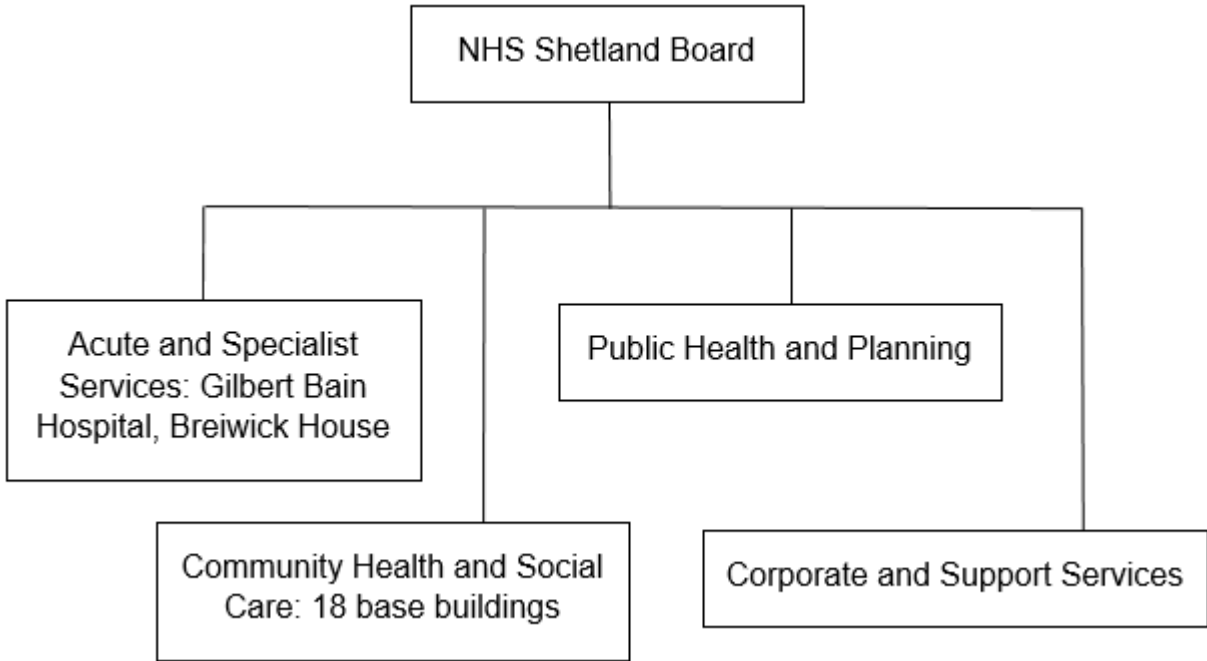 NHS Shetland Board
Acute and Specialist
Services: Gilbert Bain
Hospital, Breiwick House
Public Health and Planning
Community Health and Social
Care: 18 base buildings
Corporate and Support Services